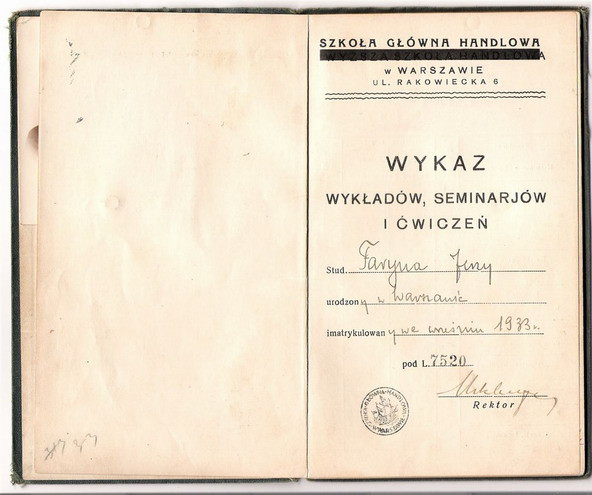 SZKOŁA GŁÓWNA HANDLOWA
WYŻSZA SZKOŁA HANDLOWA
w WARSZAWIE
UL. RAKOWIECKA 6
WYKAZ
WYKŁADÓW, SEMINARJÓW
I ĆWICZEŃ
Stud. Faryna Jerzy
urodzony w Warszawie
imatrykulowany we wrześniu 1933 r.
pod L. 7520
Rektor